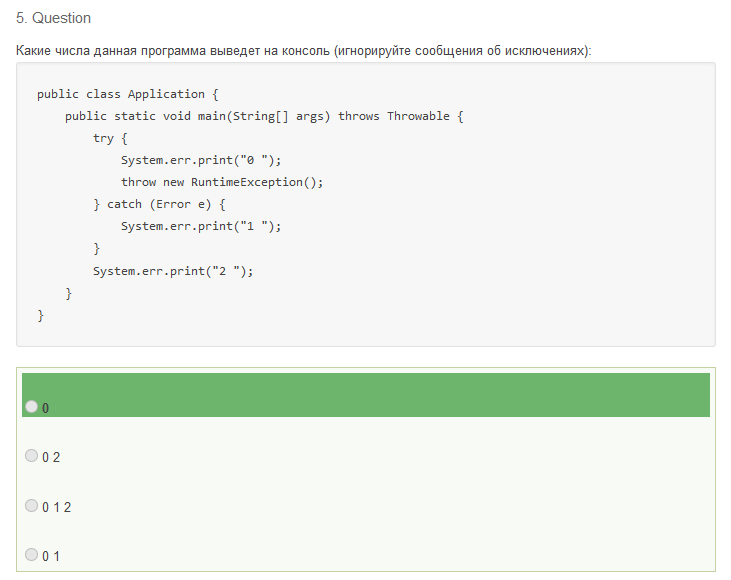 5. Question
Какие числа данная программа выведет на консоль (игнорируйте сообщения об исключениях):
public class Application {
    public static void main(String[] args) throws Throwable {
        try {
            System.err.print("0 ");
            throw new RuntimeException();
        } catch (Error e) {
            System.err.print("1 ");
        }
        System.err.print("2 ");
    }
}
0
0 2
0 1 2
0 1